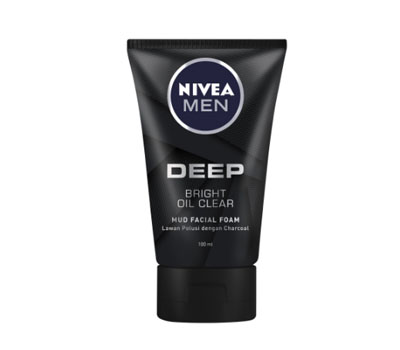 NIVEA
MEN
DEEP
BRIGHT
OIL CLEAR
MUD FACIAL FOAM
Lawan Polusi dengan Charcoal
100 ml